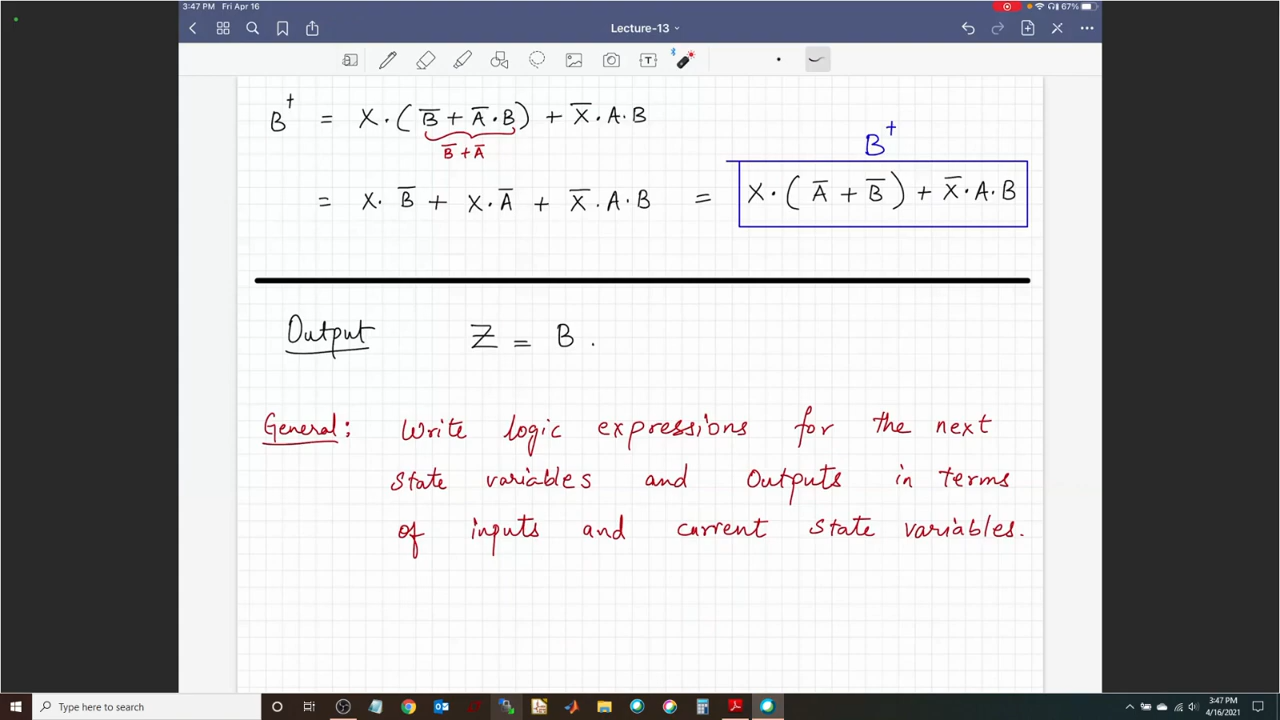 3:47 PM Fri Apr 16
67%
Lecture-13
B⁺ = X·(B̅ + A̅·B) + X̅·A·B
B̅ + A̅
B⁺
= X·B̅ + X·A̅ + X̅·A·B = X·(A̅ + B̅) + X̅·A·B
Output Z = B.
General: Write logic expressions for the next
state variables and Outputs in terms
of inputs and current state variables.
Type here to search
3:47 PM
4/16/2021